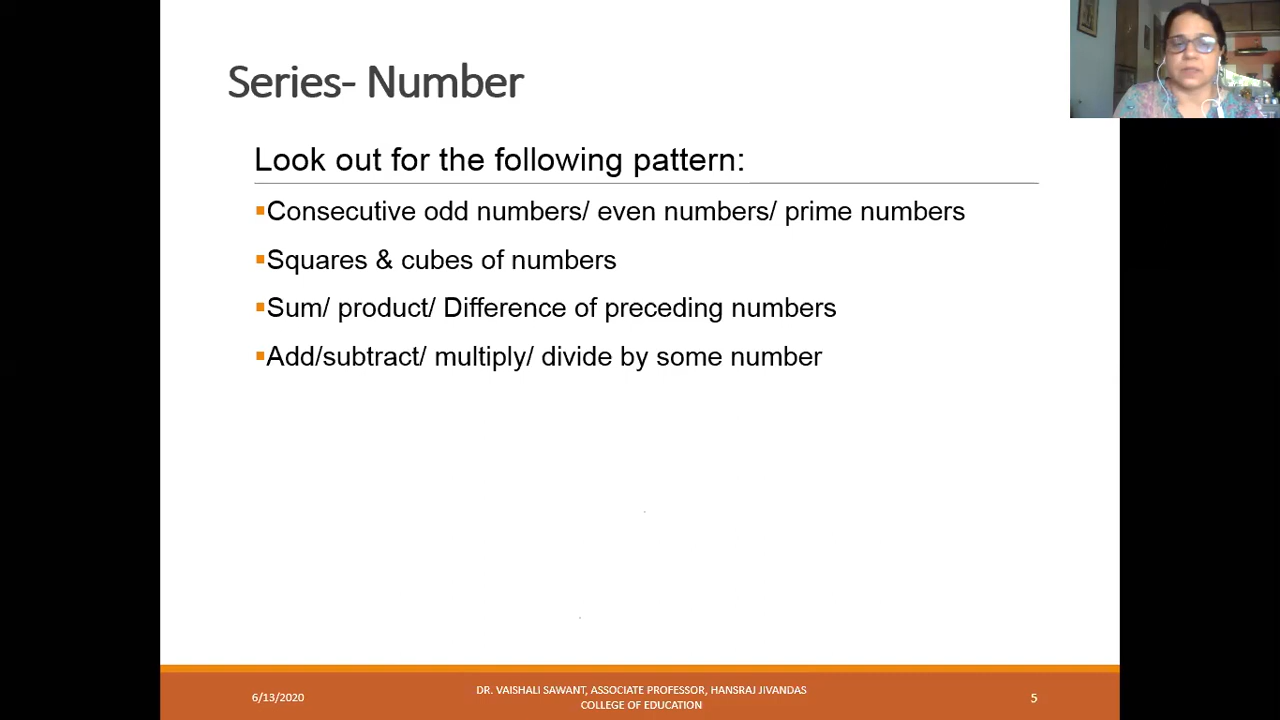 Series- Number
Look out for the following pattern:
▪Consecutive odd numbers/ even numbers/ prime numbers
▪Squares & cubes of numbers
▪Sum/ product/ Difference of preceding numbers
▪Add/subtract/ multiply/ divide by some number
6/13/2020
DR. VAISHALI SAWANT, ASSOCIATE PROFESSOR, HANSRAJ JIVANDAS
COLLEGE OF EDUCATION
5